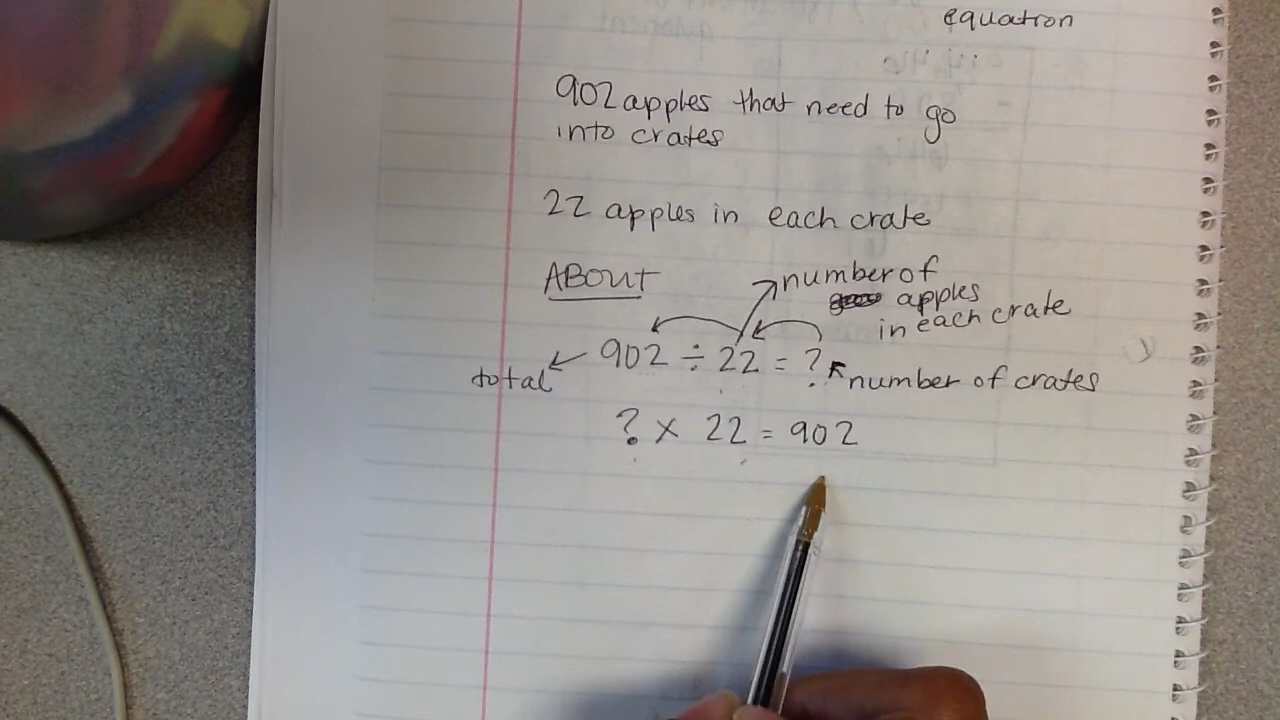 equation
902 apples that need to go
into crates
22 apples in each crate
ABOUT
number of
apples
in each crate
902 ÷ 22 = ?
total
number of crates
? × 22 = 902